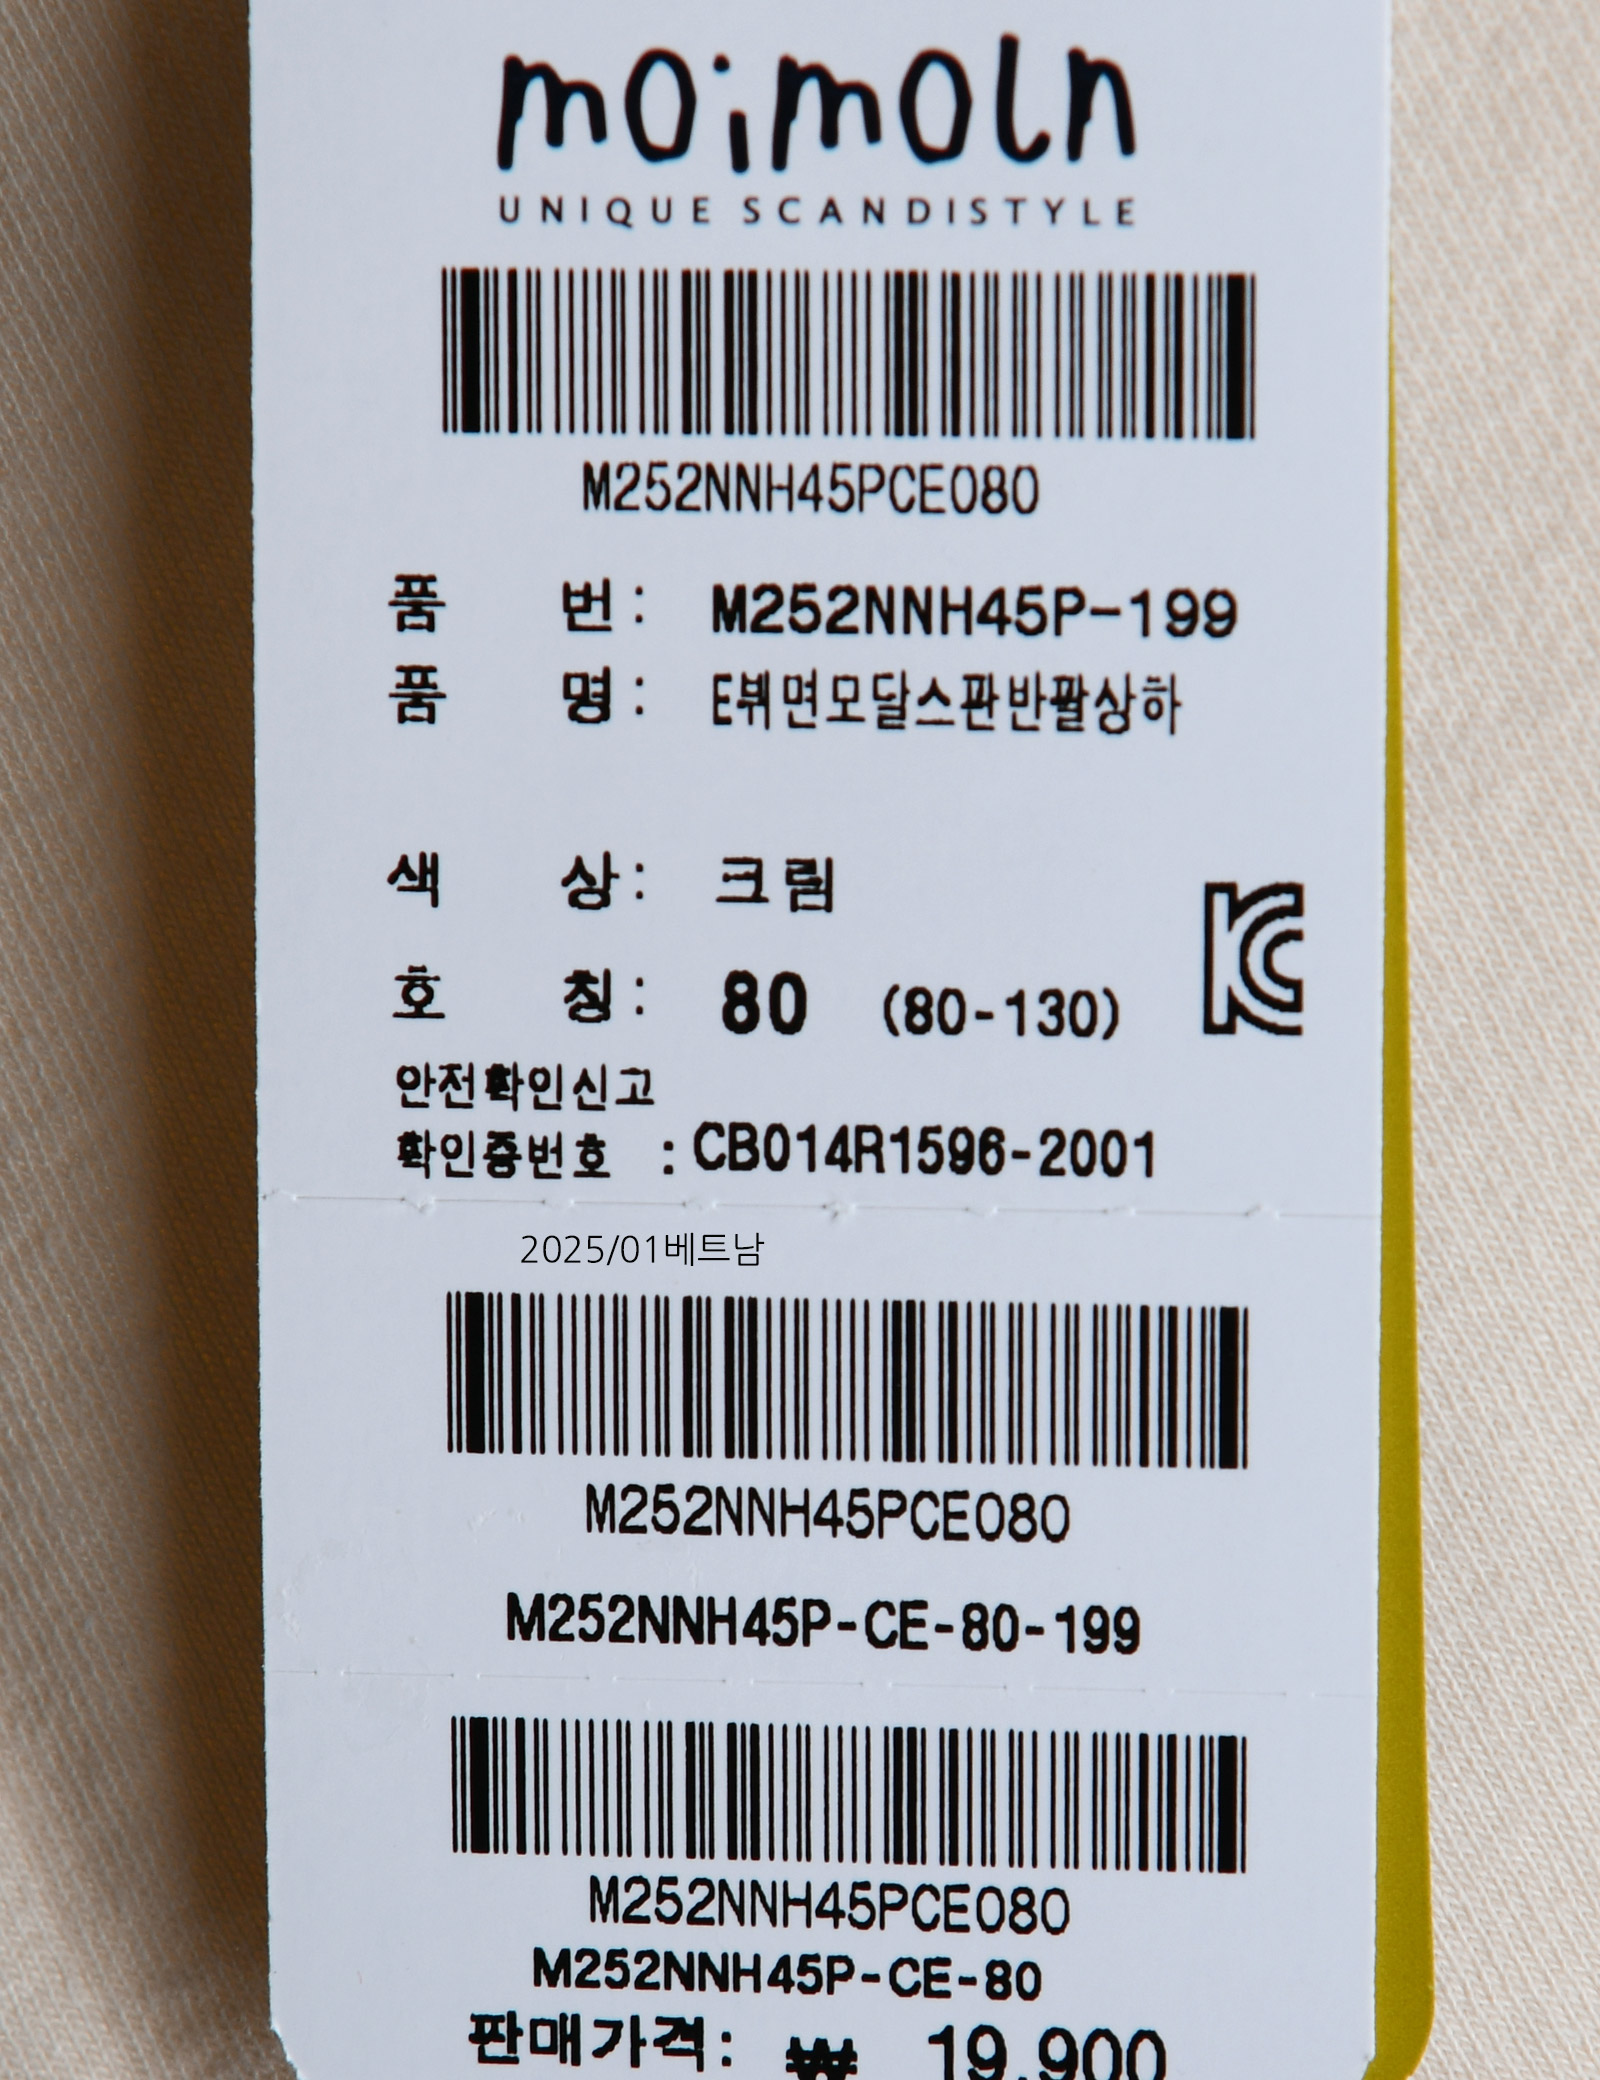 moimoln
UNIQUE SCANDISTYLE
M252NNH45PCE080
품 번: M252NNH45P-199
품 명: E뷔면모달스판반팔상하
색 상: 크림
호 칭: 80 (80-130)
안전확인신고
확인증번호 : CB014R1596-2001
2025/01베트남
M252NNH45PCE080
M252NNH45P-CE-80-199
M252NNH45PCE080
M252NNH45P-CE-80
판매가격: ₩ 19,900